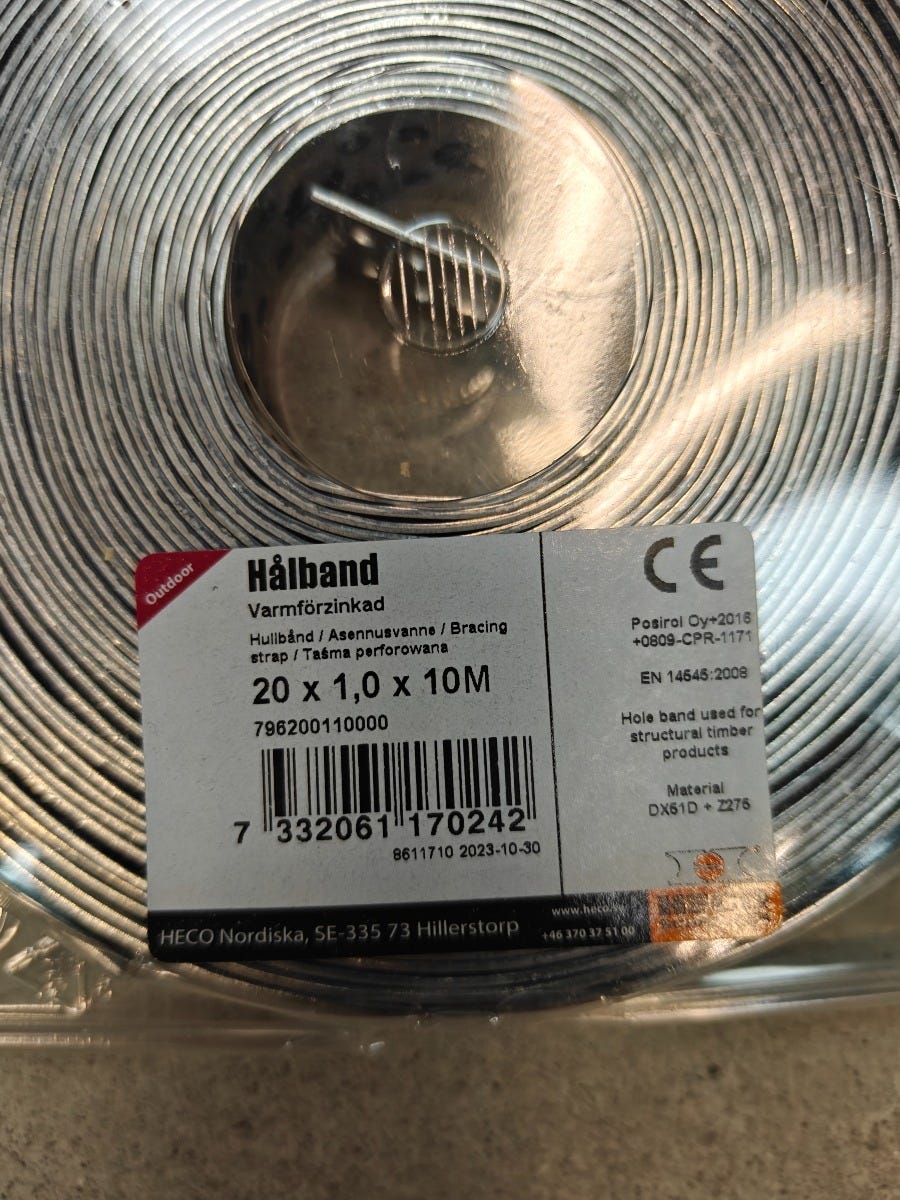 Outdoor
Hålband
Varmförzinkad
Hullbånd / Asennusvanne / Bracing
strap / Taśma perforowana
20 x 1,0 x 10M
796200110000
7 332061 170242
8611710 2023-10-30
HECO Nordiska, SE-335 73 Hillerstorp
CE
Posirol Oy+2016
+0809-CPR-1171
EN 14545:2008
Hole band used for
structural timber
products
Material
DX51D + Z275
www.heco.
+46 370 37 51 00